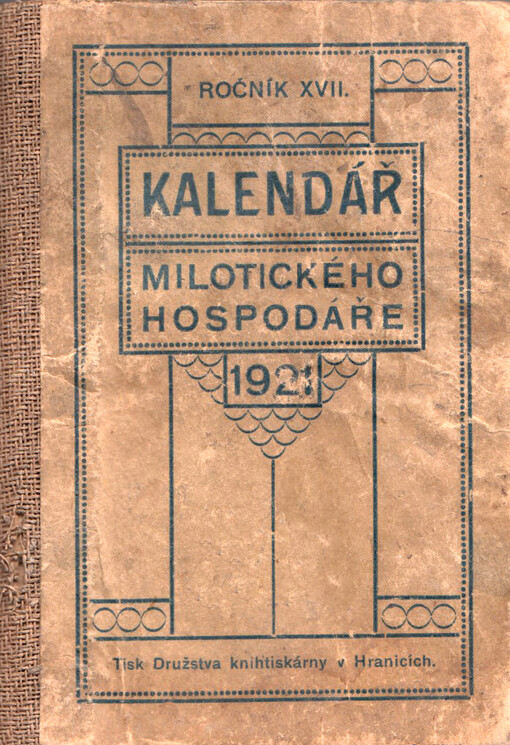 ROČNÍK XVII.
KALENDÁŘ
MILOTICKÉHO
HOSPODÁŘE
1921
Tisk Družstva knihtiskárny v Hranicích.